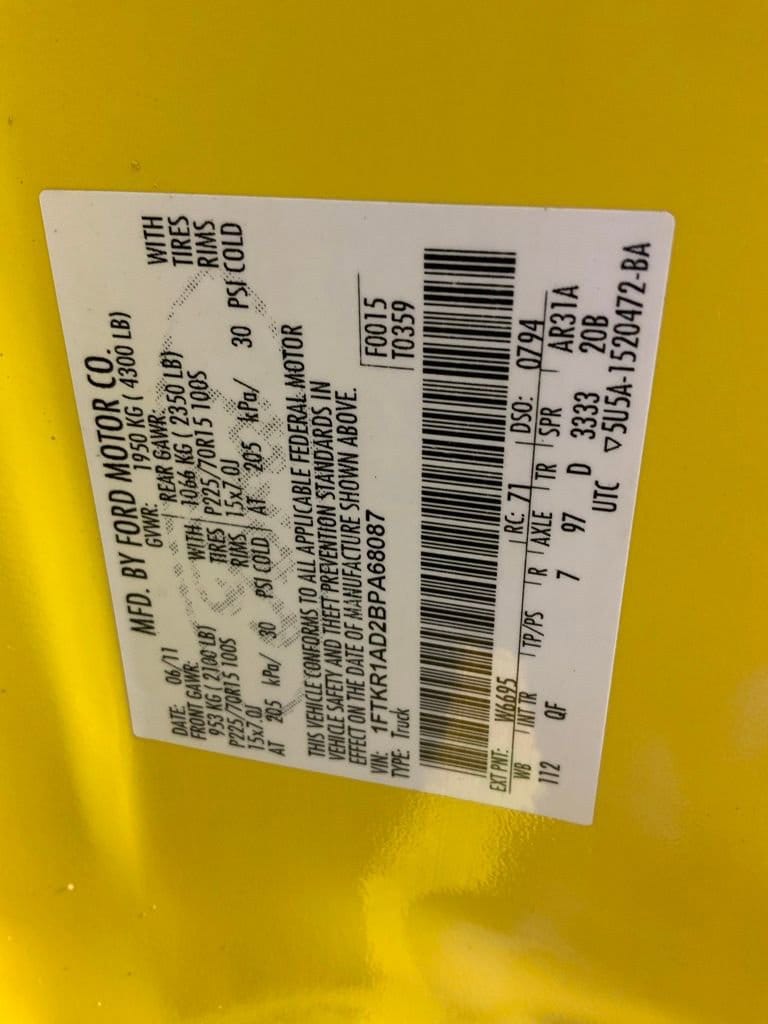 MFD. BY FORD MOTOR CO.
DATE: 06/11 GVWR: 1950 KG ( 4300 LB)
FRONT GAWR: REAR GAWR:
953 KG ( 2100 LB) WITH 1066 KG ( 2350 LB) WITH
P225/70R15 100S TIRES P225/70R15 100S TIRES
15x7.0J RIMS 15x7.0J RIMS
AT 205 kPa/ 30 PSI COLD AT 205 kPa/ 30 PSI COLD
THIS VEHICLE CONFORMS TO ALL APPLICABLE FEDERAL MOTOR
VEHICLE SAFETY AND THEFT PREVENTION STANDARDS IN
EFFECT ON THE DATE OF MANUFACTURE SHOWN ABOVE.
VIN: 1FTKR1AD2BPA68087 F0015
TYPE: Truck T0359
EXT PNT: W6695 RC: 71 DSO: 0794
WB INT TR TP/PS R AXLE TR SPR AR31A
112 QF 7 97 D 3333 20B
UTC ▽5U5A-1520472-BA